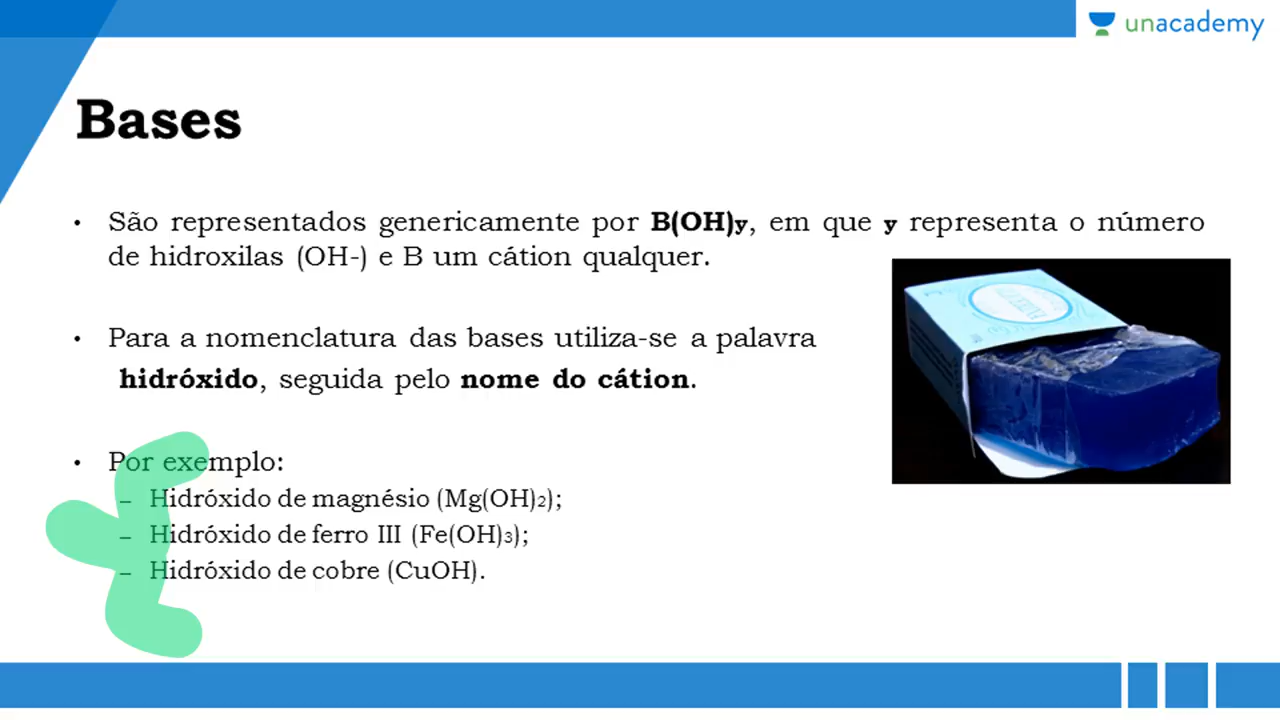 unacademy
Bases
• São representados genericamente por B(OH)y, em que y representa o número
de hidroxilas (OH-) e B um cátion qualquer.
• Para a nomenclatura das bases utiliza-se a palavra
hidróxido, seguida pelo nome do cátion.
• Por exemplo:
– Hidróxido de magnésio (Mg(OH)2);
– Hidróxido de ferro III (Fe(OH)3);
– Hidróxido de cobre (CuOH).